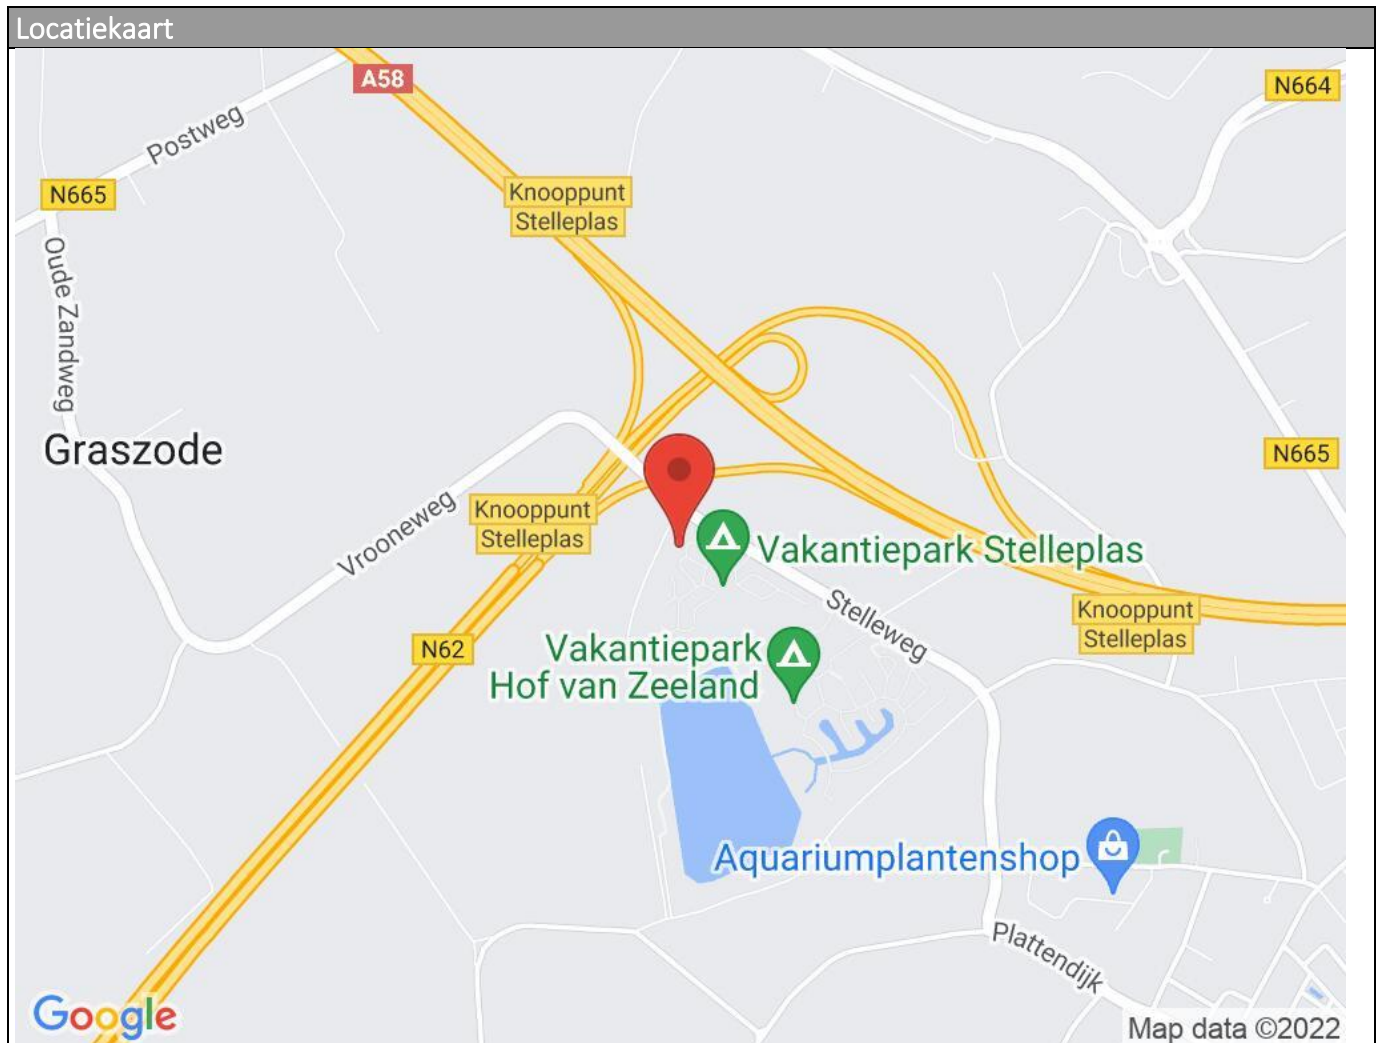 Locatiekaart
A58
N664
Postweg
N665
Knooppunt
Stelleplas
Oude Zandweg
Graszode
N665
Vrooneweg
Knooppunt
Stelleplas
Vakantiepark Stelleplas
Stelleweg
Knooppunt
Stelleplas
N62
Vakantiepark
Hof van Zeeland
Aquariumplantenshop
Plattendijk
Google
Map data ©2022